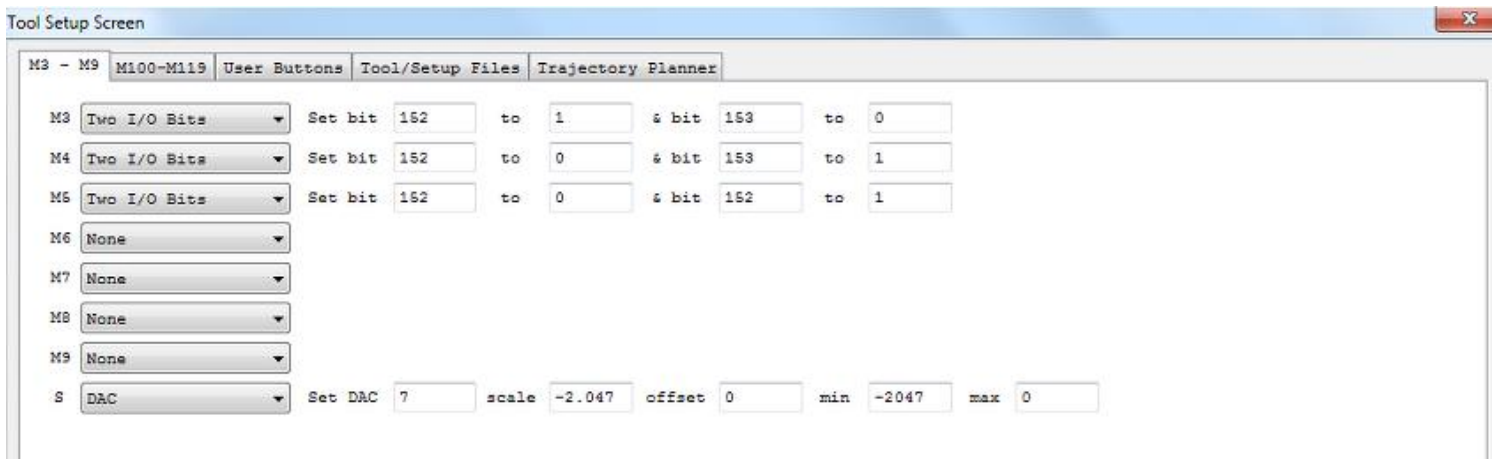 Tool Setup Screen
M3 - M9 M100-M119 User Buttons Tool/Setup Files Trajectory Planner
M3 Two I/O Bits Set bit 152 to 1 & bit 153 to 0
M4 Two I/O Bits Set bit 152 to 0 & bit 153 to 1
M5 Two I/O Bits Set bit 152 to 0 & bit 152 to 1
M6 None
M7 None
M8 None
M9 None
S DAC Set DAC 7 scale -2.047 offset 0 min -2047 max 0